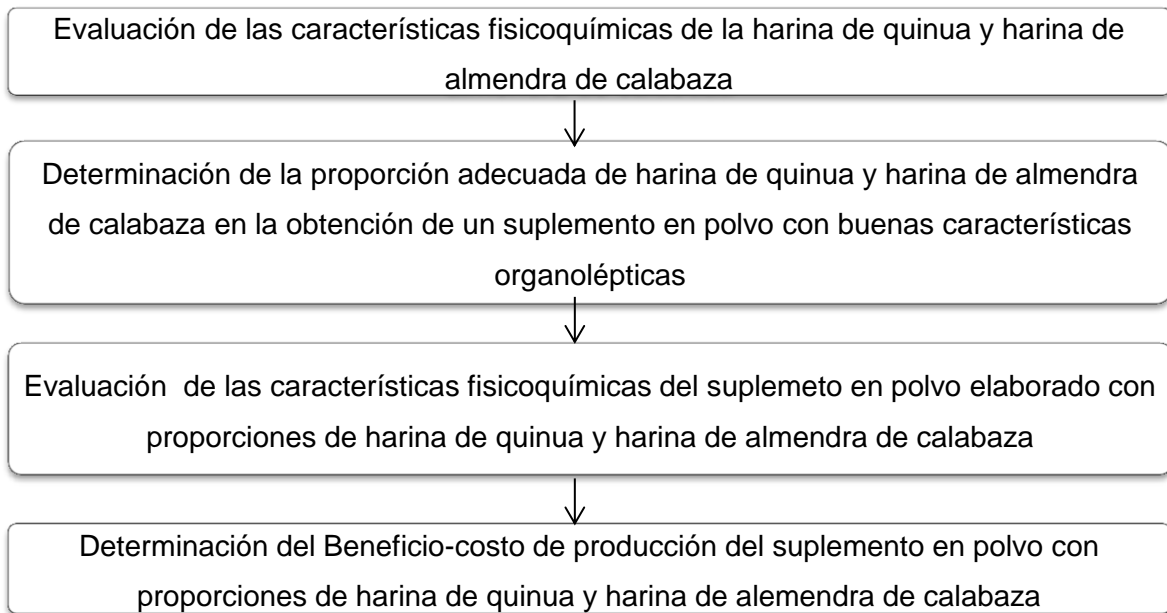 Evaluación de las características fisicoquímicas de la harina de quinua y harina de
almendra de calabaza
Determinación de la proporción adecuada de harina de quinua y harina de almendra
de calabaza en la obtención de un suplemento en polvo con buenas características
organolépticas
Evaluación de las características fisicoquímicas del suplemeto en polvo elaborado con
proporciones de harina de quinua y harina de almendra de calabaza
Determinación del Beneficio-costo de producción del suplemento en polvo con
proporciones de harina de quinua y harina de alemendra de calabaza